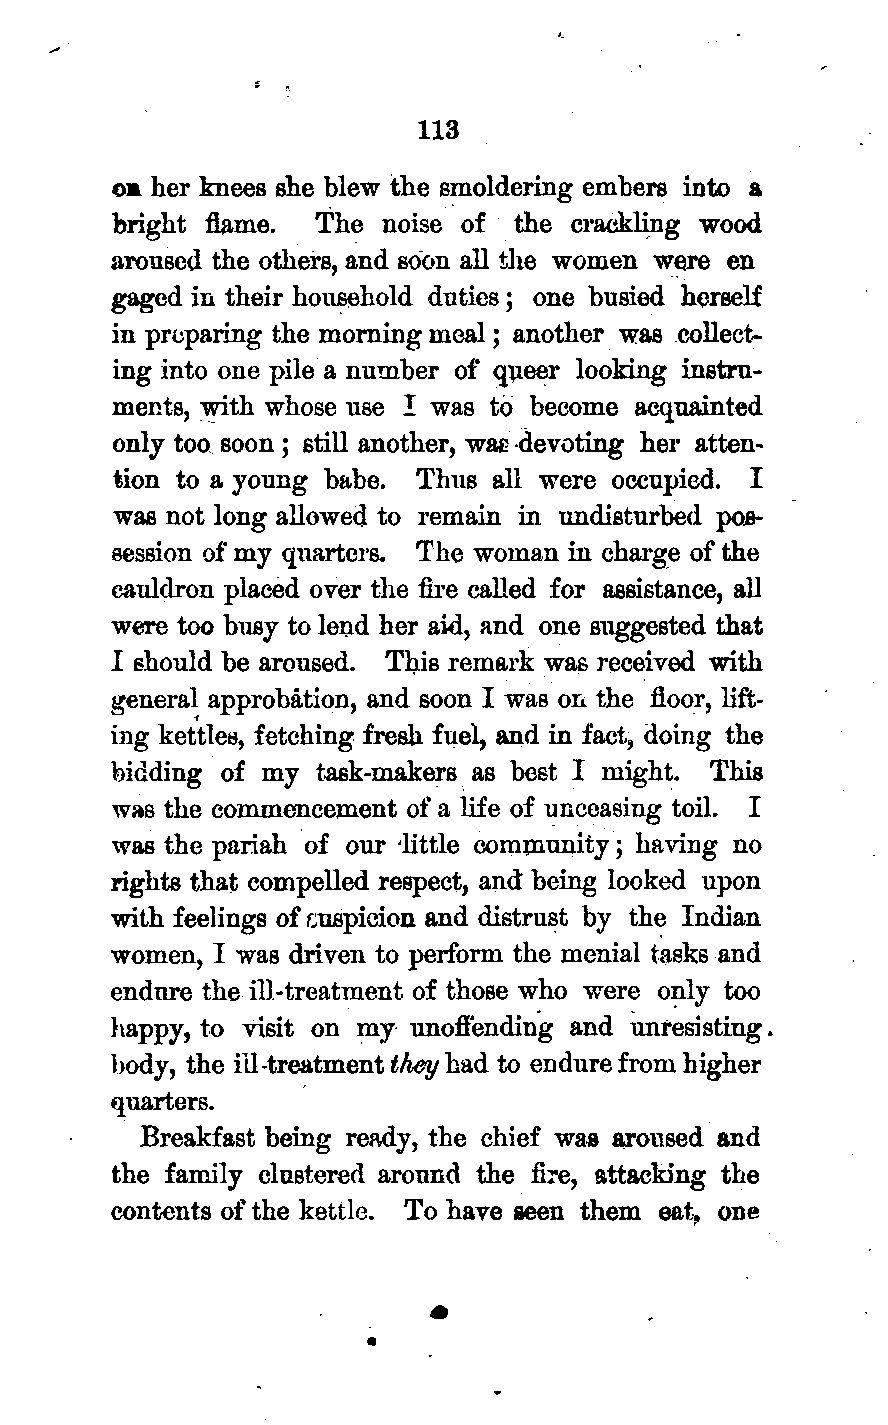 113
on her knees she blew the smoldering embers into a
bright flame. The noise of the crackling wood
aroused the others, and soon all the women were en
gaged in their household duties; one busied herself
in preparing the morning meal; another was collect-
ing into one pile a number of queer looking instru-
ments, with whose use I was to become acquainted
only too soon; still another, was devoting her atten-
tion to a young babe. Thus all were occupied. I
was not long allowed to remain in undisturbed pos-
session of my quarters. The woman in charge of the
cauldron placed over the fire called for assistance, all
were too busy to lend her aid, and one suggested that
I should be aroused. This remark was received with
general approbation, and soon I was on the floor, lift-
ing kettles, fetching fresh fuel, and in fact, doing the
bidding of my task-makers as best I might. This
was the commencement of a life of unceasing toil. I
was the pariah of our little community; having no
rights that compelled respect, and being looked upon
with feelings of suspicion and distrust by the Indian
women, I was driven to perform the menial tasks and
endure the ill-treatment of those who were only too
happy, to visit on my unoffending and unresisting
body, the ill-treatment they had to endure from higher
quarters.
Breakfast being ready, the chief was aroused and
the family clustered around the fire, attacking the
contents of the kettle. To have seen them eat, one